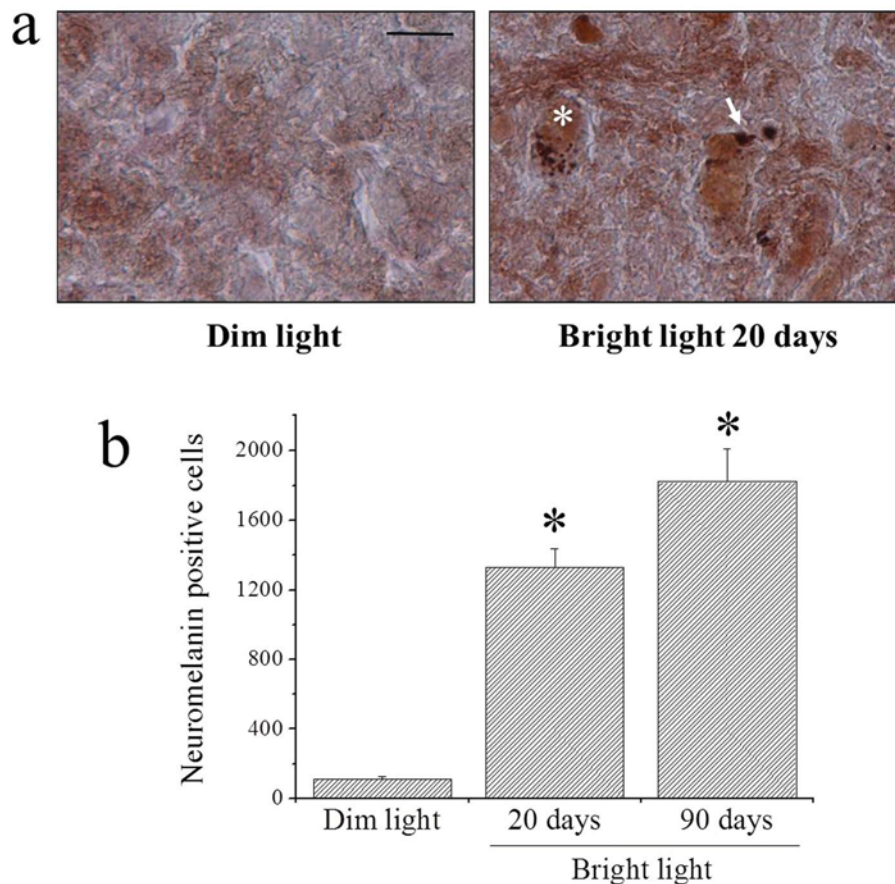 a
*
Dim light
Bright light 20 days
b
Neuromelanin positive cells
2000
1600
1200
800
400
0
*
*
Dim light
20 days
90 days
Bright light